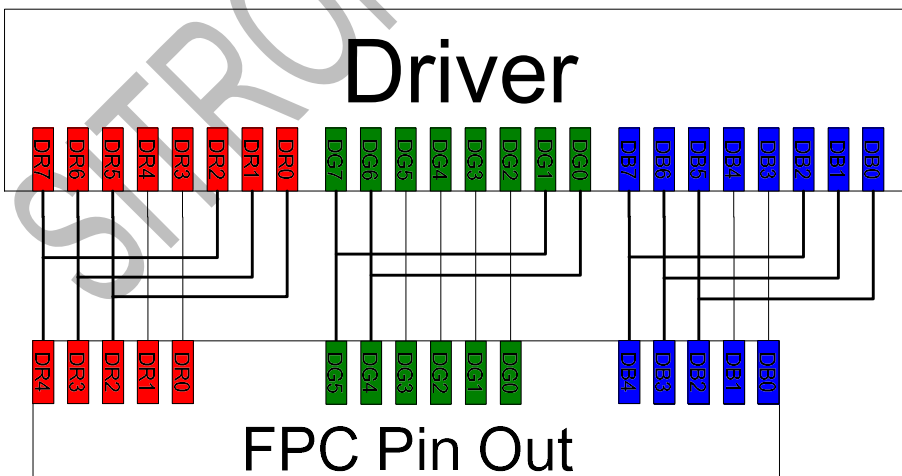 Driver
DR7 DR6 DR5 DR4 DR3 DR2 DR1 DR0 DG7 DG6 DG5 DG4 DG3 DG2 DG1 DG0 DB7 DB6 DB5 DB4 DB3 DB2 DB1 DB0
DR4 DR3 DR2 DR1 DR0 DG5 DG4 DG3 DG2 DG1 DG0 DB4 DB3 DB2 DB1 DB0
FPC Pin Out